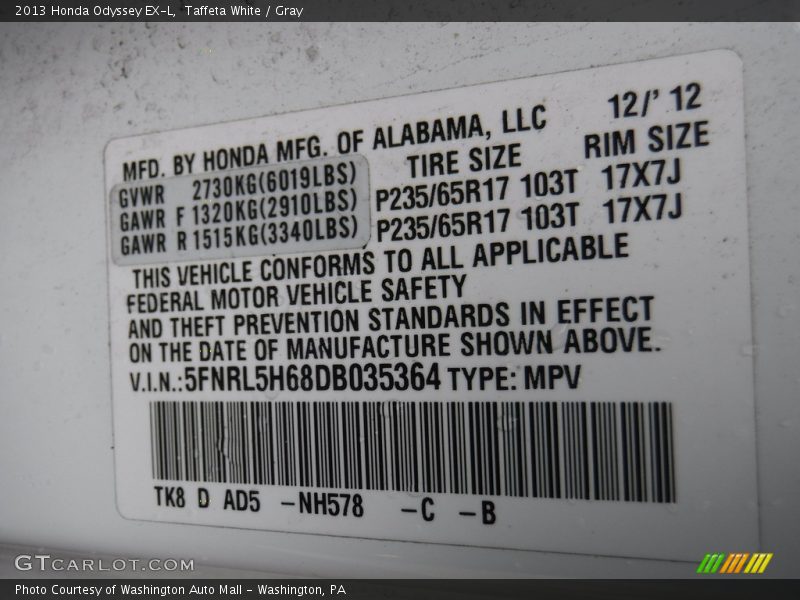 2013 Honda Odyssey EX-L, Taffeta White / Gray
MFD. BY HONDA MFG. OF ALABAMA, LLC 12/' 12
GVWR 2730KG(6019LBS) TIRE SIZE RIM SIZE
GAWR F 1320KG(2910LBS) P235/65R17 103T 17X7J
GAWR R 1515KG(3340LBS) P235/65R17 103T 17X7J
THIS VEHICLE CONFORMS TO ALL APPLICABLE
FEDERAL MOTOR VEHICLE SAFETY
AND THEFT PREVENTION STANDARDS IN EFFECT
ON THE DATE OF MANUFACTURE SHOWN ABOVE.
V.I.N.:5FNRL5H68DB035364 TYPE: MPV
TK8 D AD5 –NH578 –C –B
GTCARLOT.COM
Photo Courtesy of Washington Auto Mall - Washington, PA